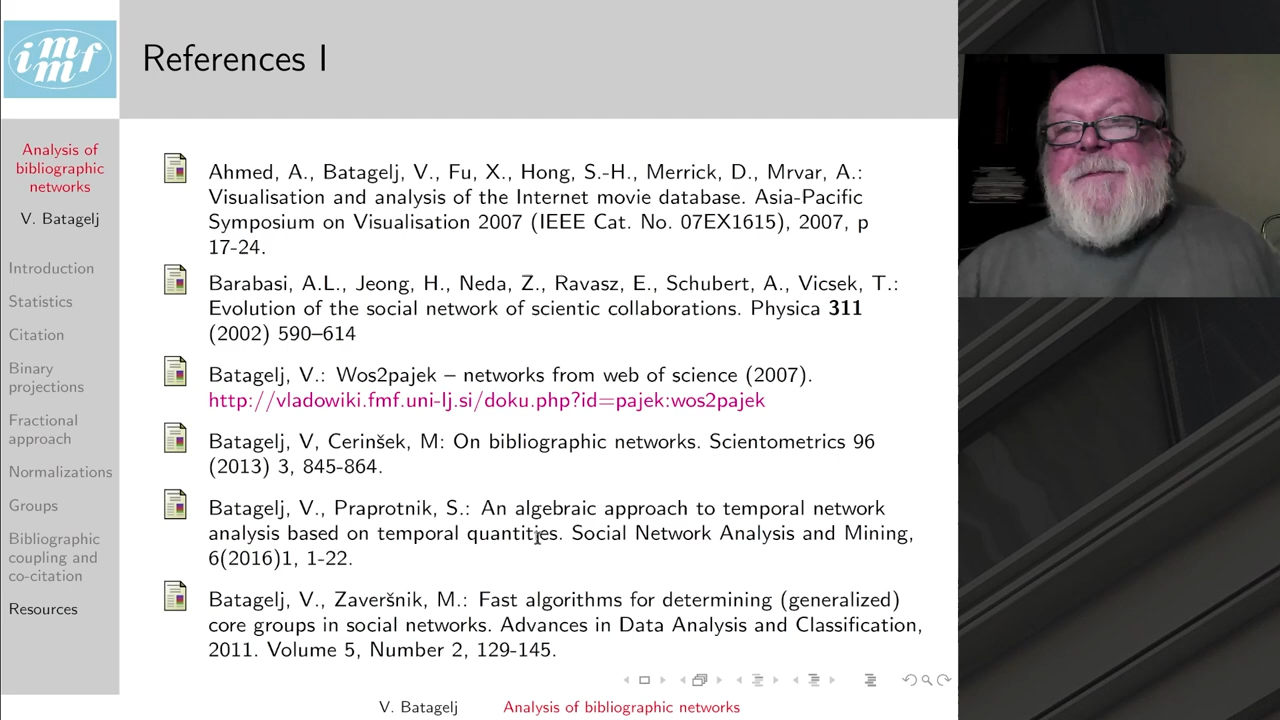 immf
References I
Analysis of
bibliographic
networks
V. Batagelj
Introduction
Statistics
Citation
Binary
projections
Fractional
approach
Normalizations
Groups
Bibliographic
coupling and
co-citation
Resources
Ahmed, A., Batagelj, V., Fu, X., Hong, S.-H., Merrick, D., Mrvar, A.:
Visualisation and analysis of the Internet movie database. Asia-Pacific
Symposium on Visualisation 2007 (IEEE Cat. No. 07EX1615), 2007, p
17-24.
Barabasi, A.L., Jeong, H., Neda, Z., Ravasz, E., Schubert, A., Vicsek, T.:
Evolution of the social network of scientic collaborations. Physica 311
(2002) 590–614
Batagelj, V.: Wos2pajek – networks from web of science (2007).
http://vladowiki.fmf.uni-lj.si/doku.php?id=pajek:wos2pajek
Batagelj, V, Cerinšek, M: On bibliographic networks. Scientometrics 96
(2013) 3, 845-864.
Batagelj, V., Praprotnik, S.: An algebraic approach to temporal network
analysis based on temporal quantities. Social Network Analysis and Mining,
6(2016)1, 1-22.
Batagelj, V., Zaveršnik, M.: Fast algorithms for determining (generalized)
core groups in social networks. Advances in Data Analysis and Classification,
2011. Volume 5, Number 2, 129-145.
V. Batagelj
Analysis of bibliographic networks